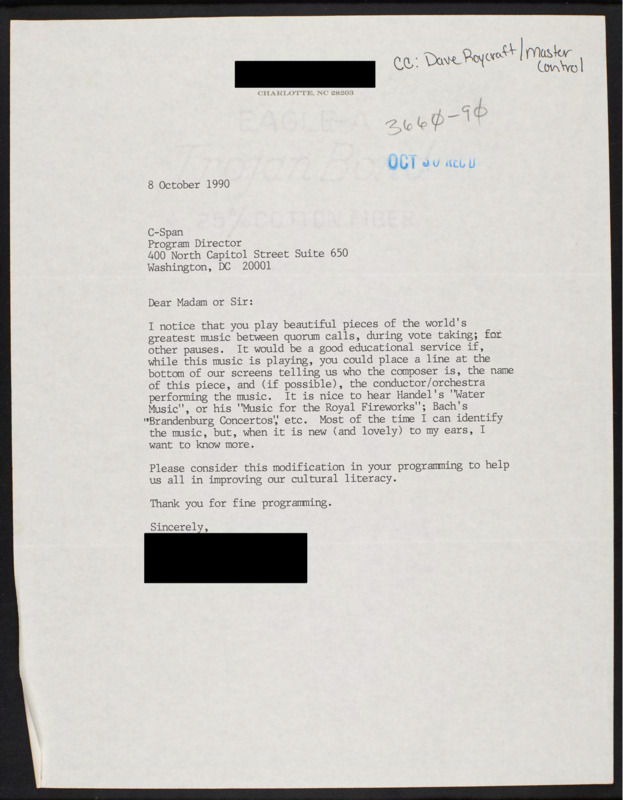 CC: Dave Roycraft/Master
Control
CHARLOTTE, NC 28203
EAGLE-A
3660-90
Trojan Bond
OCT 30 REC'D
8 October 1990
25% COTTON FIBER
C-Span
Program Director
400 North Capitol Street Suite 650
Washington, DC  20001
Dear Madam or Sir:
I notice that you play beautiful pieces of the world's
greatest music between quorum calls, during vote taking; for
other pauses.  It would be a good educational service if,
while this music is playing, you could place a line at the
bottom of our screens telling us who the composer is, the name
of this piece, and (if possible), the conductor/orchestra
performing the music.  It is nice to hear Handel's "Water
Music", or his "Music for the Royal Fireworks"; Bach's
"Brandenburg Concertos", etc.  Most of the time I can identify
the music, but, when it is new (and lovely) to my ears, I
want to know more.
Please consider this modification in your programming to help
us all in improving our cultural literacy.
Thank you for fine programming.
Sincerely,